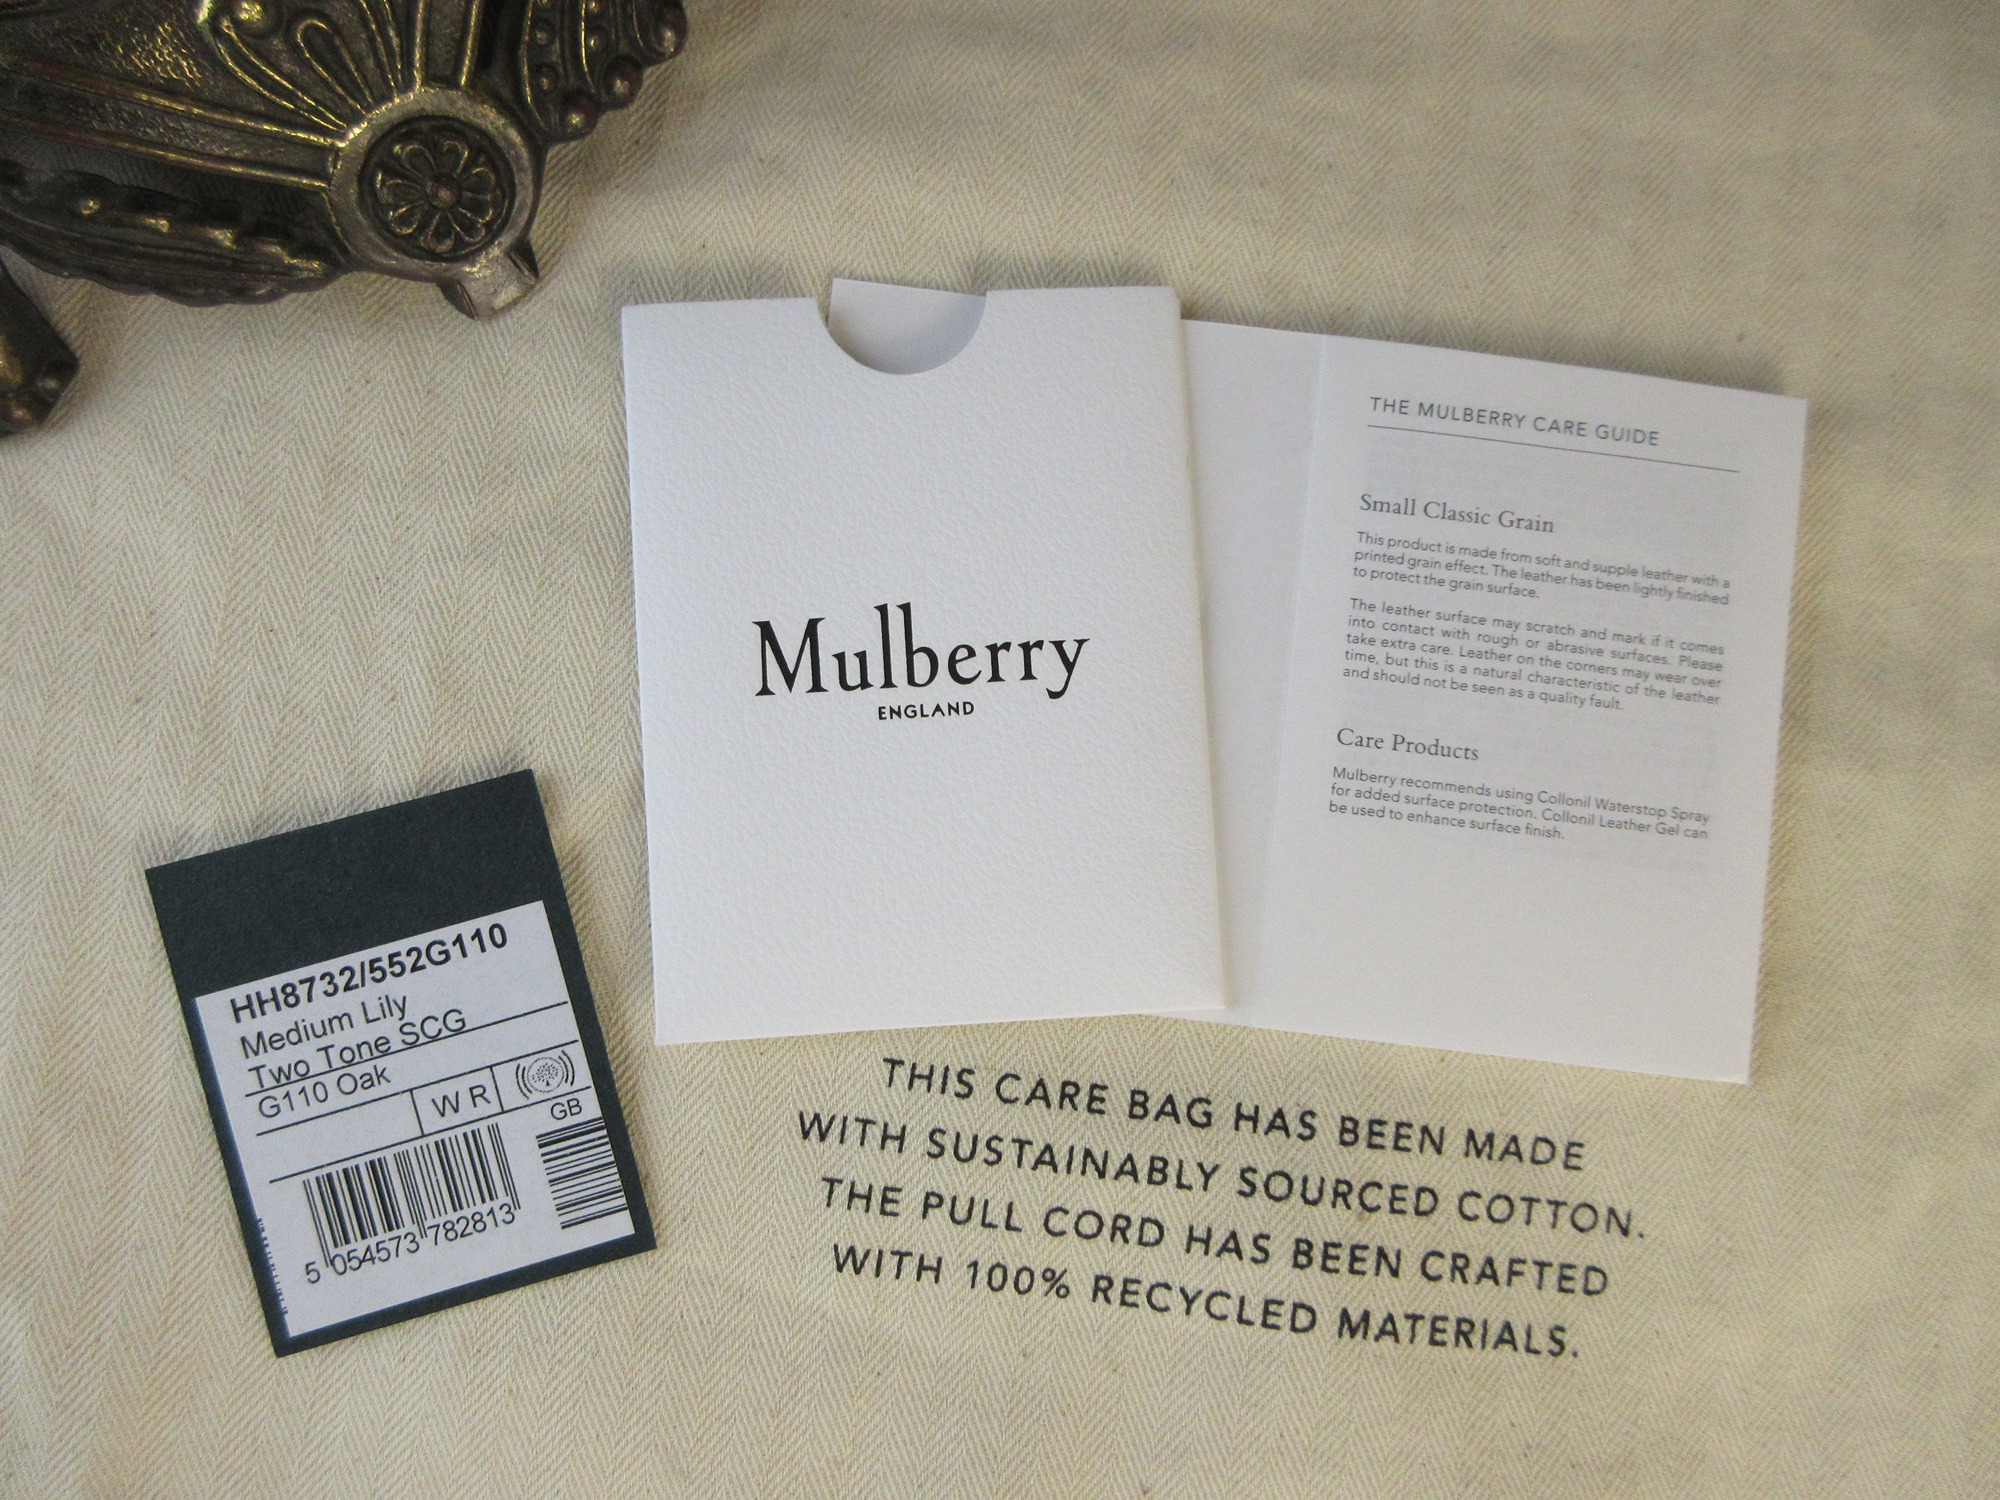 Mulberry
ENGLAND
THE MULBERRY CARE GUIDE
Small Classic Grain
This product is made from soft and supple leather with a
printed grain effect. The leather has been lightly finished
to protect the grain surface.
The leather surface may scratch and mark if it comes
into contact with rough or abrasive surfaces. Please
take extra care. Leather on the corners may wear over
time, but this is a natural characteristic of the leather
and should not be seen as a quality fault.
Care Products
Mulberry recommends using Collonil Waterstop Spray
for added surface protection. Collonil Leather Gel can
be used to enhance surface finish.
HH8732/552G110
Medium Lily
Two Tone SCG
G110 Oak
W R
GB
5 054573 782813
THIS CARE BAG HAS BEEN MADE
WITH SUSTAINABLY SOURCED COTTON.
THE PULL CORD HAS BEEN CRAFTED
WITH 100% RECYCLED MATERIALS.